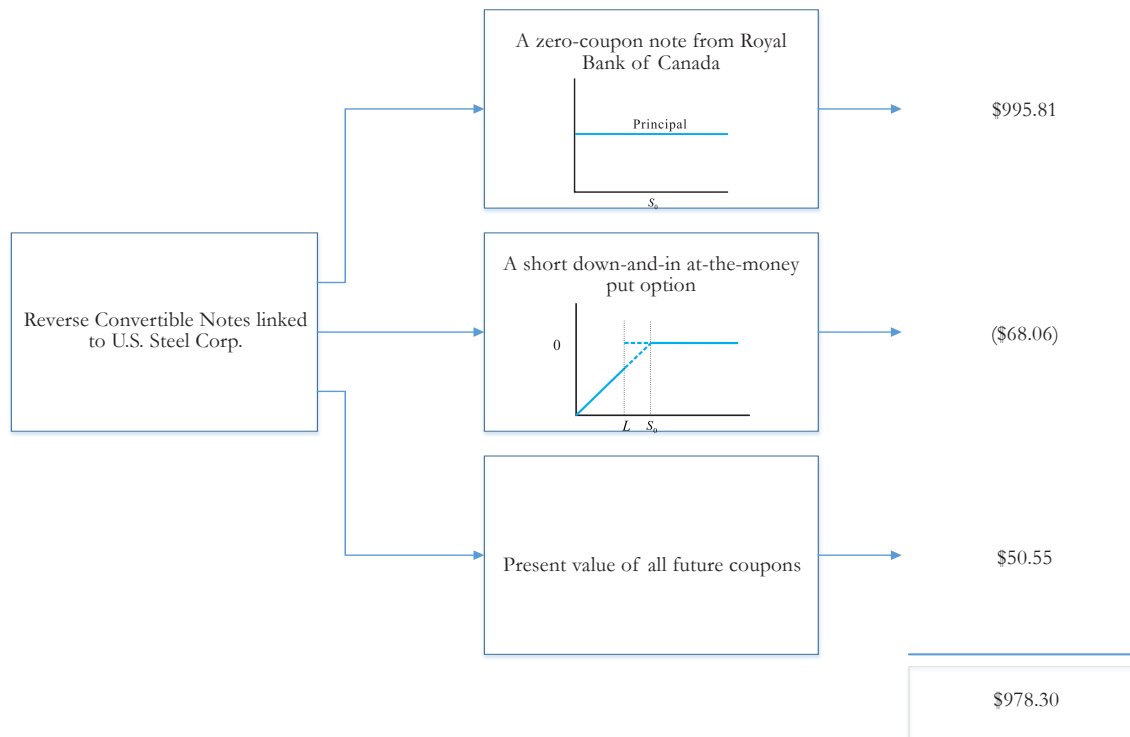 A zero-coupon note from Royal
Bank of Canada
Principal
S₀
$995.81
Reverse Convertible Notes linked
to U.S. Steel Corp.
A short down-and-in at-the-money
put option
0
L S₀
($68.06)
Present value of all future coupons
$50.55
$978.30